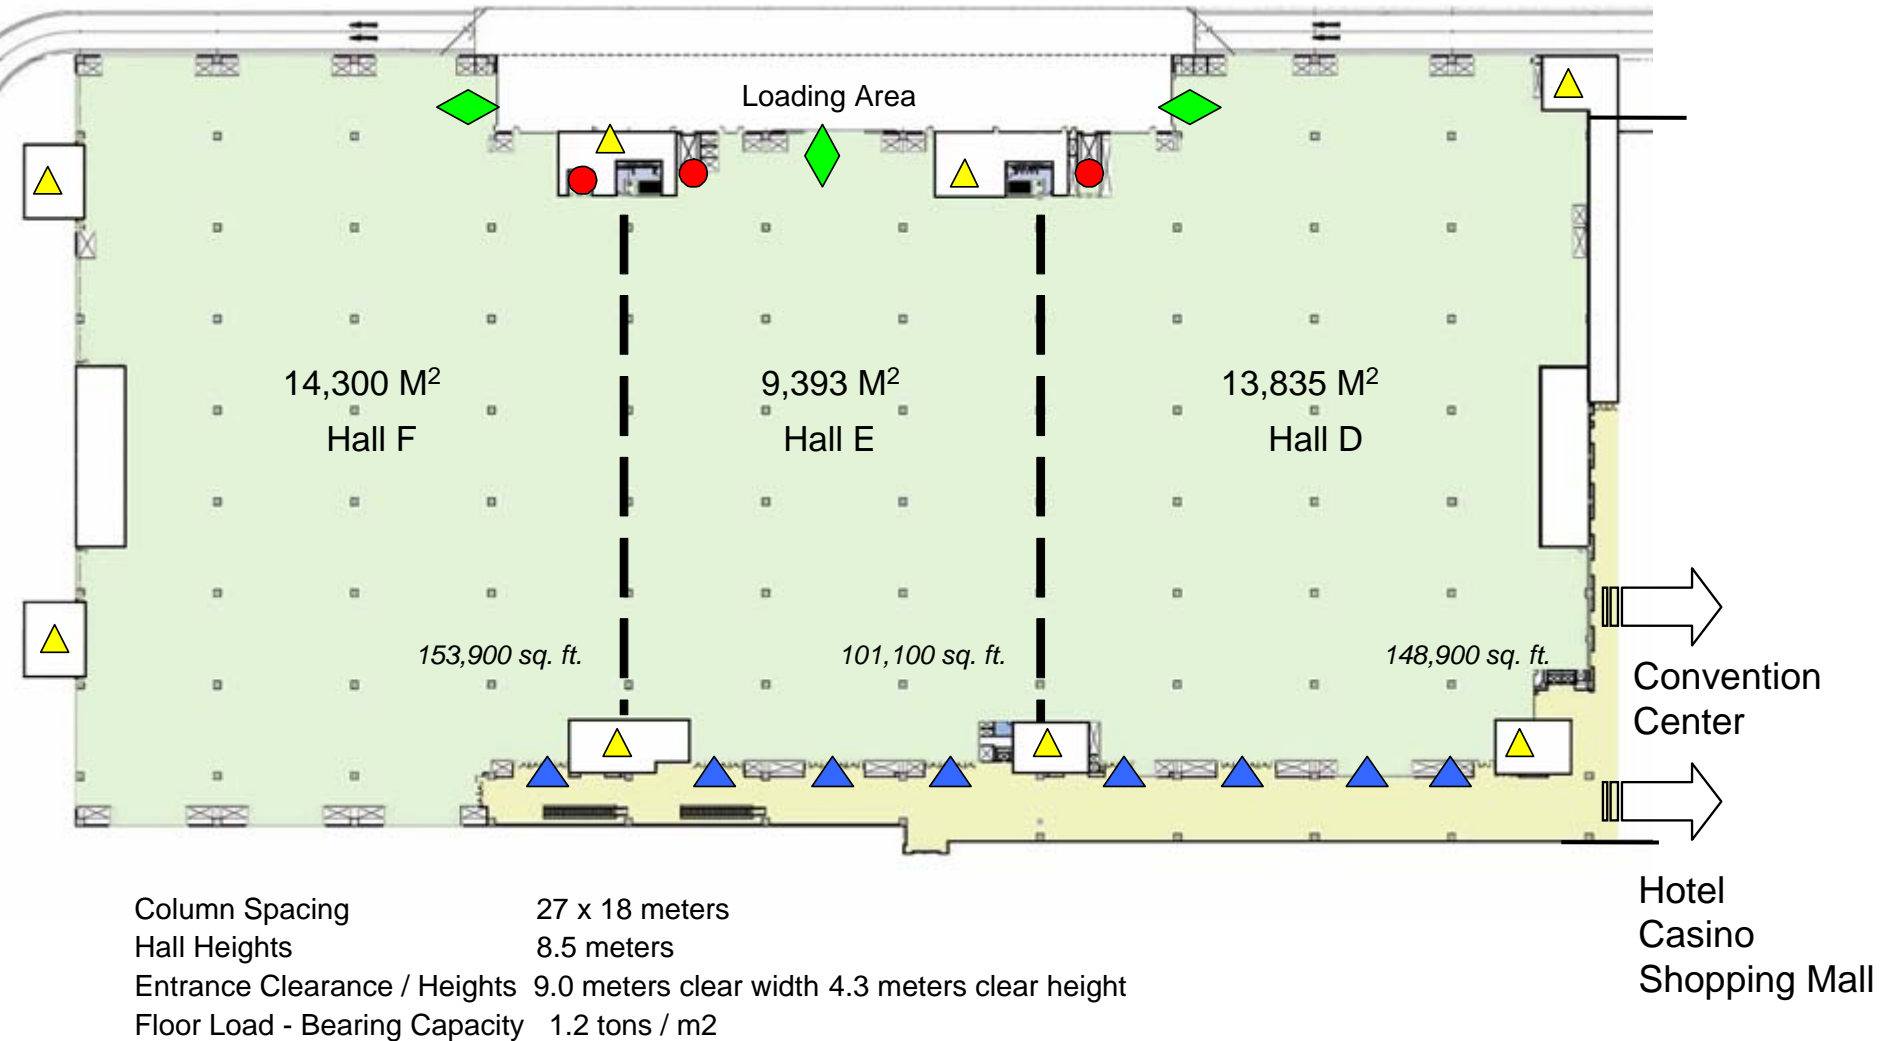 Loading Area
14,300 M²
Hall F
9,393 M²
Hall E
13,835 M²
Hall D
153,900 sq. ft.
101,100 sq. ft.
148,900 sq. ft.
Convention
Center
Hotel
Casino
Shopping Mall
Column Spacing 27 x 18 meters
Hall Heights 8.5 meters
Entrance Clearance / Heights 9.0 meters clear width 4.3 meters clear height
Floor Load - Bearing Capacity 1.2 tons / m2